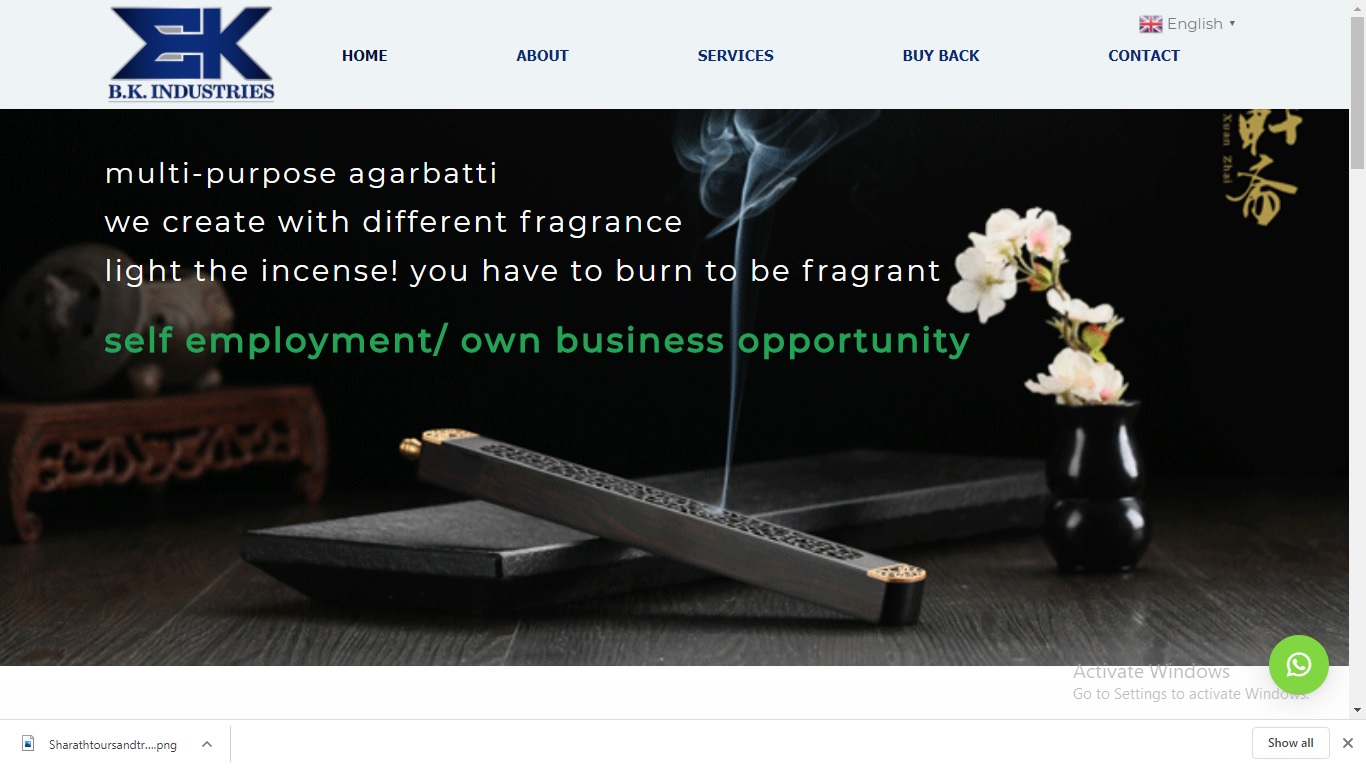 English
HOME
ABOUT
SERVICES
BUY BACK
CONTACT
B.K. INDUSTRIES
multi-purpose agarbatti
we create with different fragrance
light the incense! you have to burn to be fragrant
self employment/ own business opportunity
轩
斋
Xuan Zhai
Activate Windows
Go to Settings to activate Windows.
Sharathtoursandtr....png
Show all